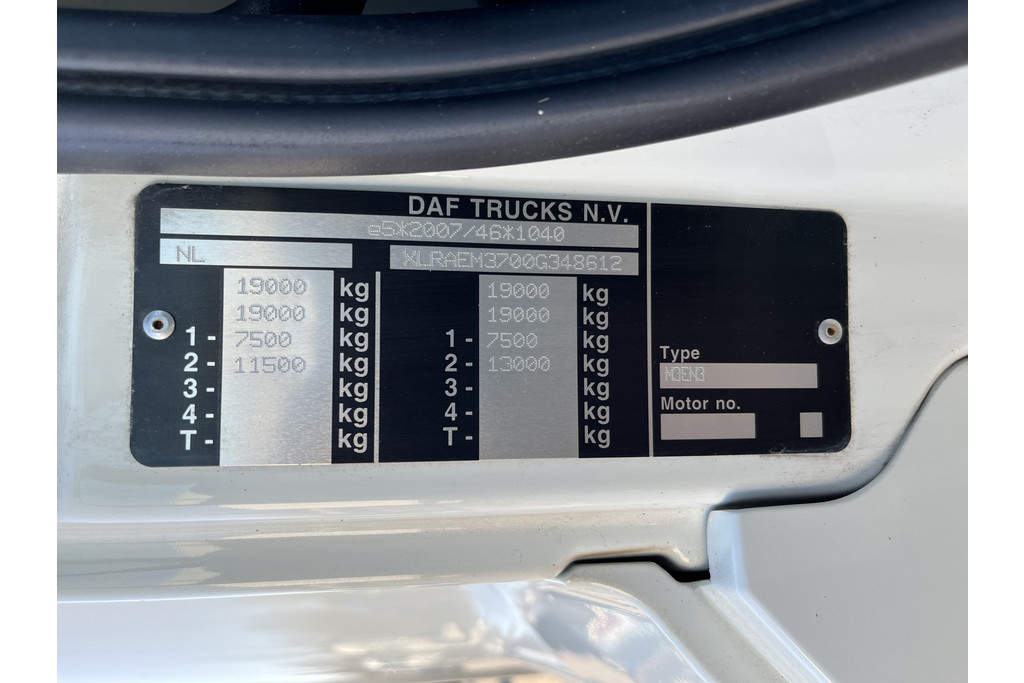 DAF TRUCKS N.V.
e5*2007/46*1040
NL XLRAEM3700G348612
19000 kg 19000 kg
19000 kg 19000 kg
1- 7500 kg 1- 7500 kg
2- 11500 kg 2- 13000 kg
3- kg 3- kg
4- kg 4- kg
T- kg T- kg
Type
M3EN3
Motor no.